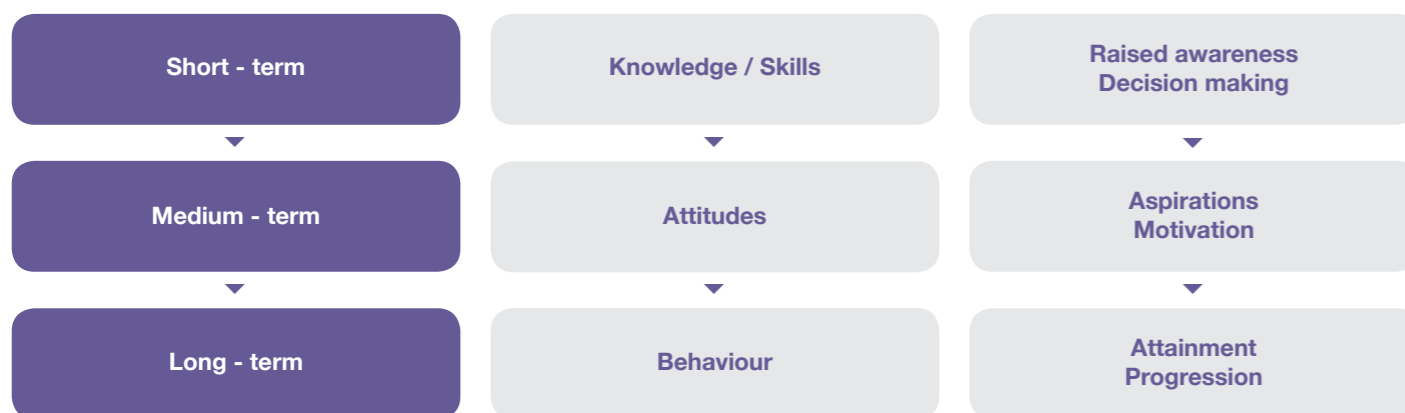 Short - term
Knowledge / Skills
Raised awareness
Decision making
Medium - term
Attitudes
Aspirations
Motivation
Long - term
Behaviour
Attainment
Progression